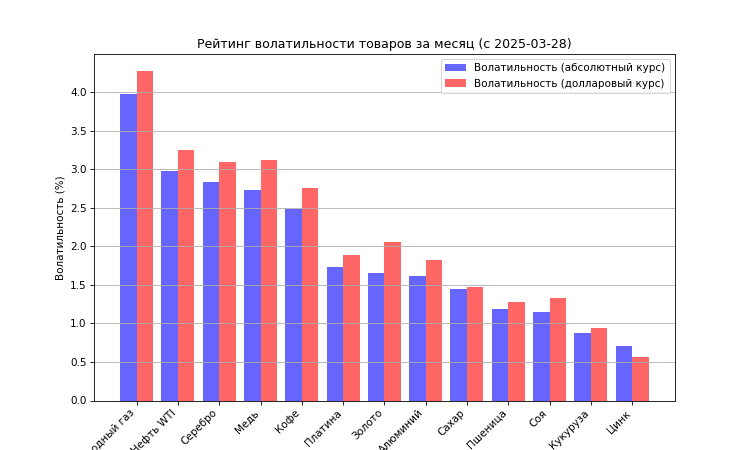 Рейтинг волатильности товаров за месяц (с 2025-03-28)
Волатильность (абсолютный курс)
Волатильность (долларовый курс)
Волатильность (%)
4.0
3.5
3.0
2.5
2.0
1.5
1.0
0.5
0.0
газ
Нефть WTI
Серебро
Медь
Кофе
Платина
Золото
Алюминий
Сахар
Пшеница
Соя
Кукуруза
Цинк